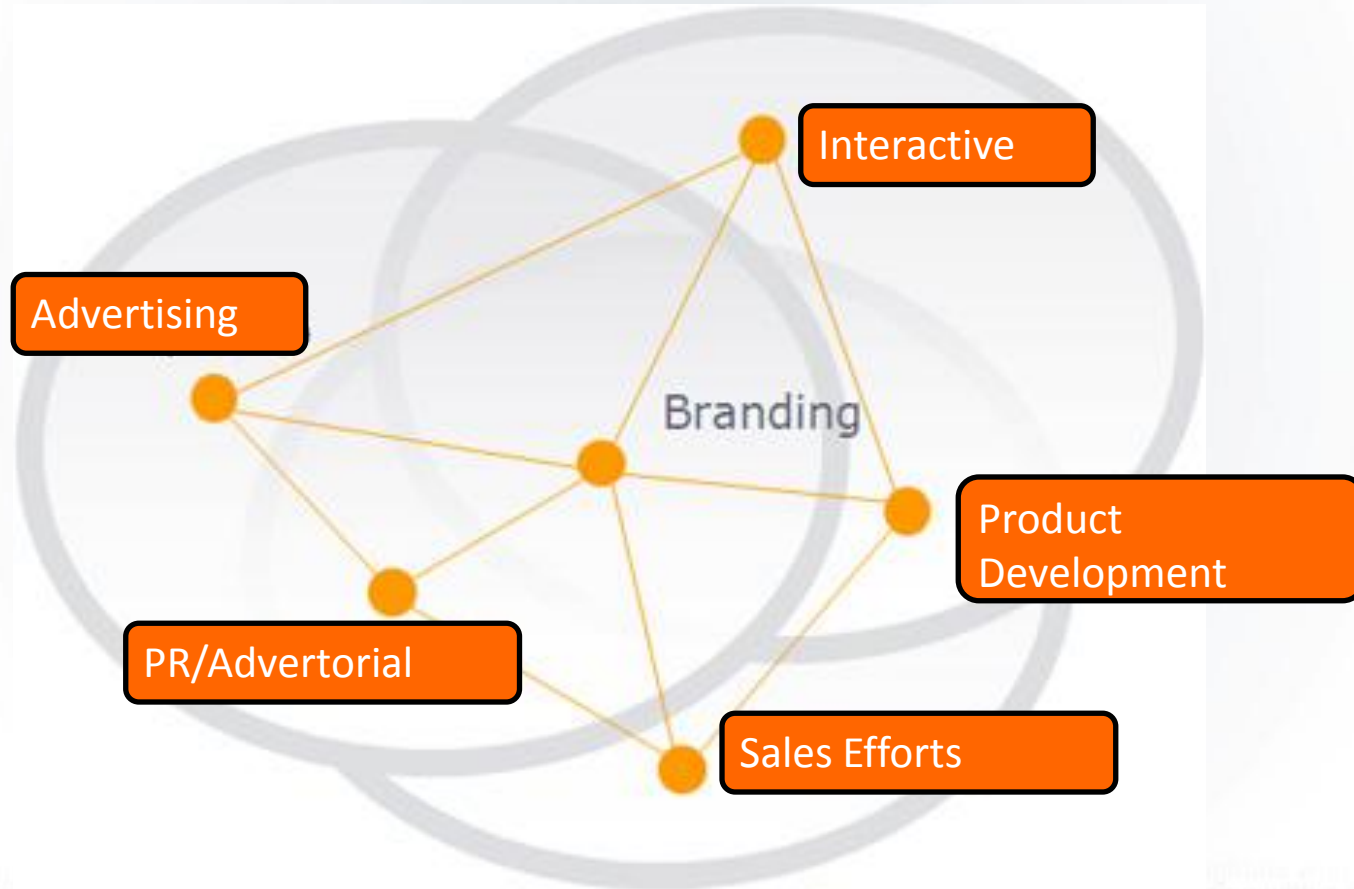 Interactive
Advertising
Branding
Product
Development
PR/Advertorial
Sales Efforts